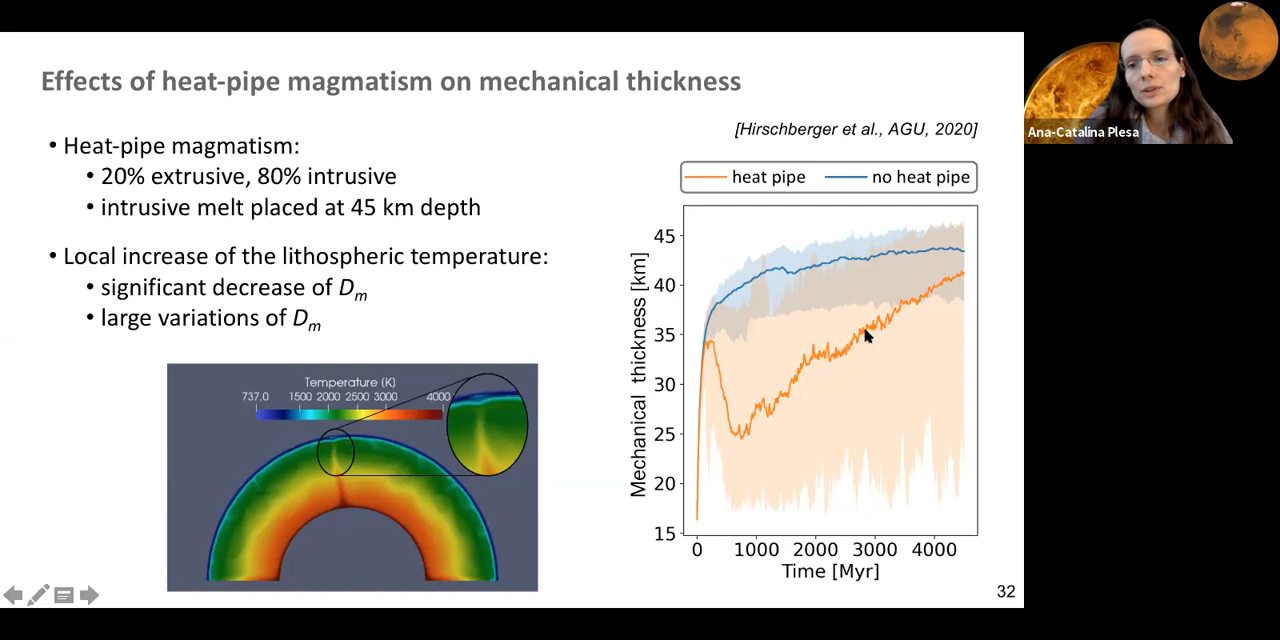 Effects of heat-pipe magmatism on mechanical thickness
[Hirschberger et al., AGU, 2020]
• Heat-pipe magmatism:
• 20% extrusive, 80% intrusive
• intrusive melt placed at 45 km depth
• Local increase of the lithospheric temperature:
• significant decrease of Dm
• large variations of Dm
Temperature (K)
737.0 1500 2000 2500 3000 4000
heat pipe no heat pipe
Mechanical thickness [km]
45
40
35
30
25
20
15
0 1000 2000 3000 4000
Time [Myr]
32
Ana-Catalina Plesa